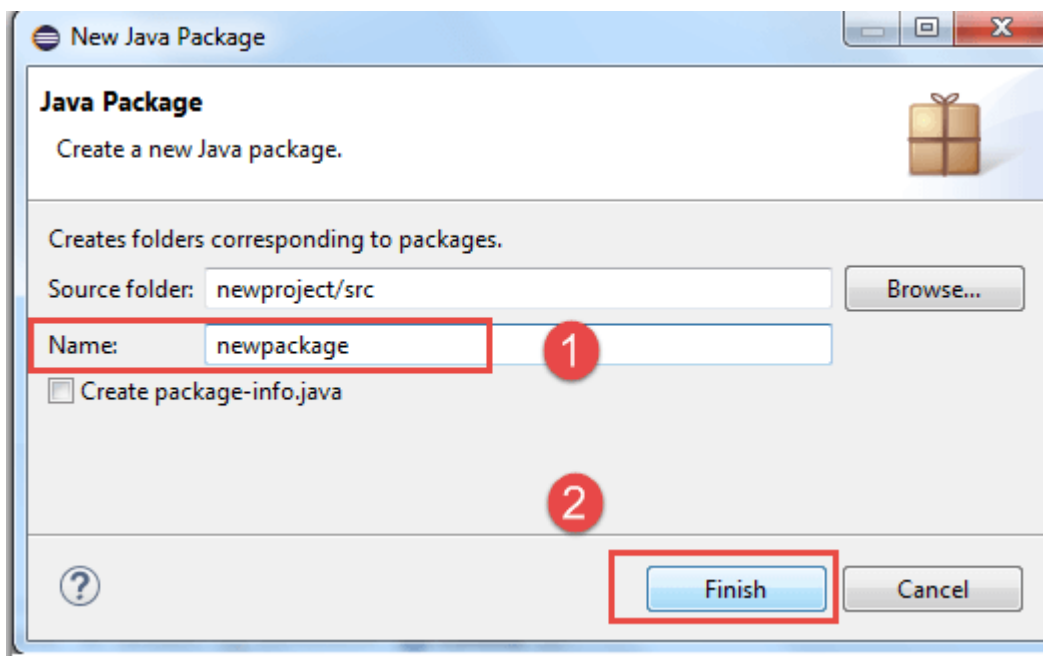 New Java Package
Java Package
Create a new Java package.
Creates folders corresponding to packages.
Source folder: newproject/src Browse...
Name: newpackage 1
Create package-info.java
2
Finish Cancel